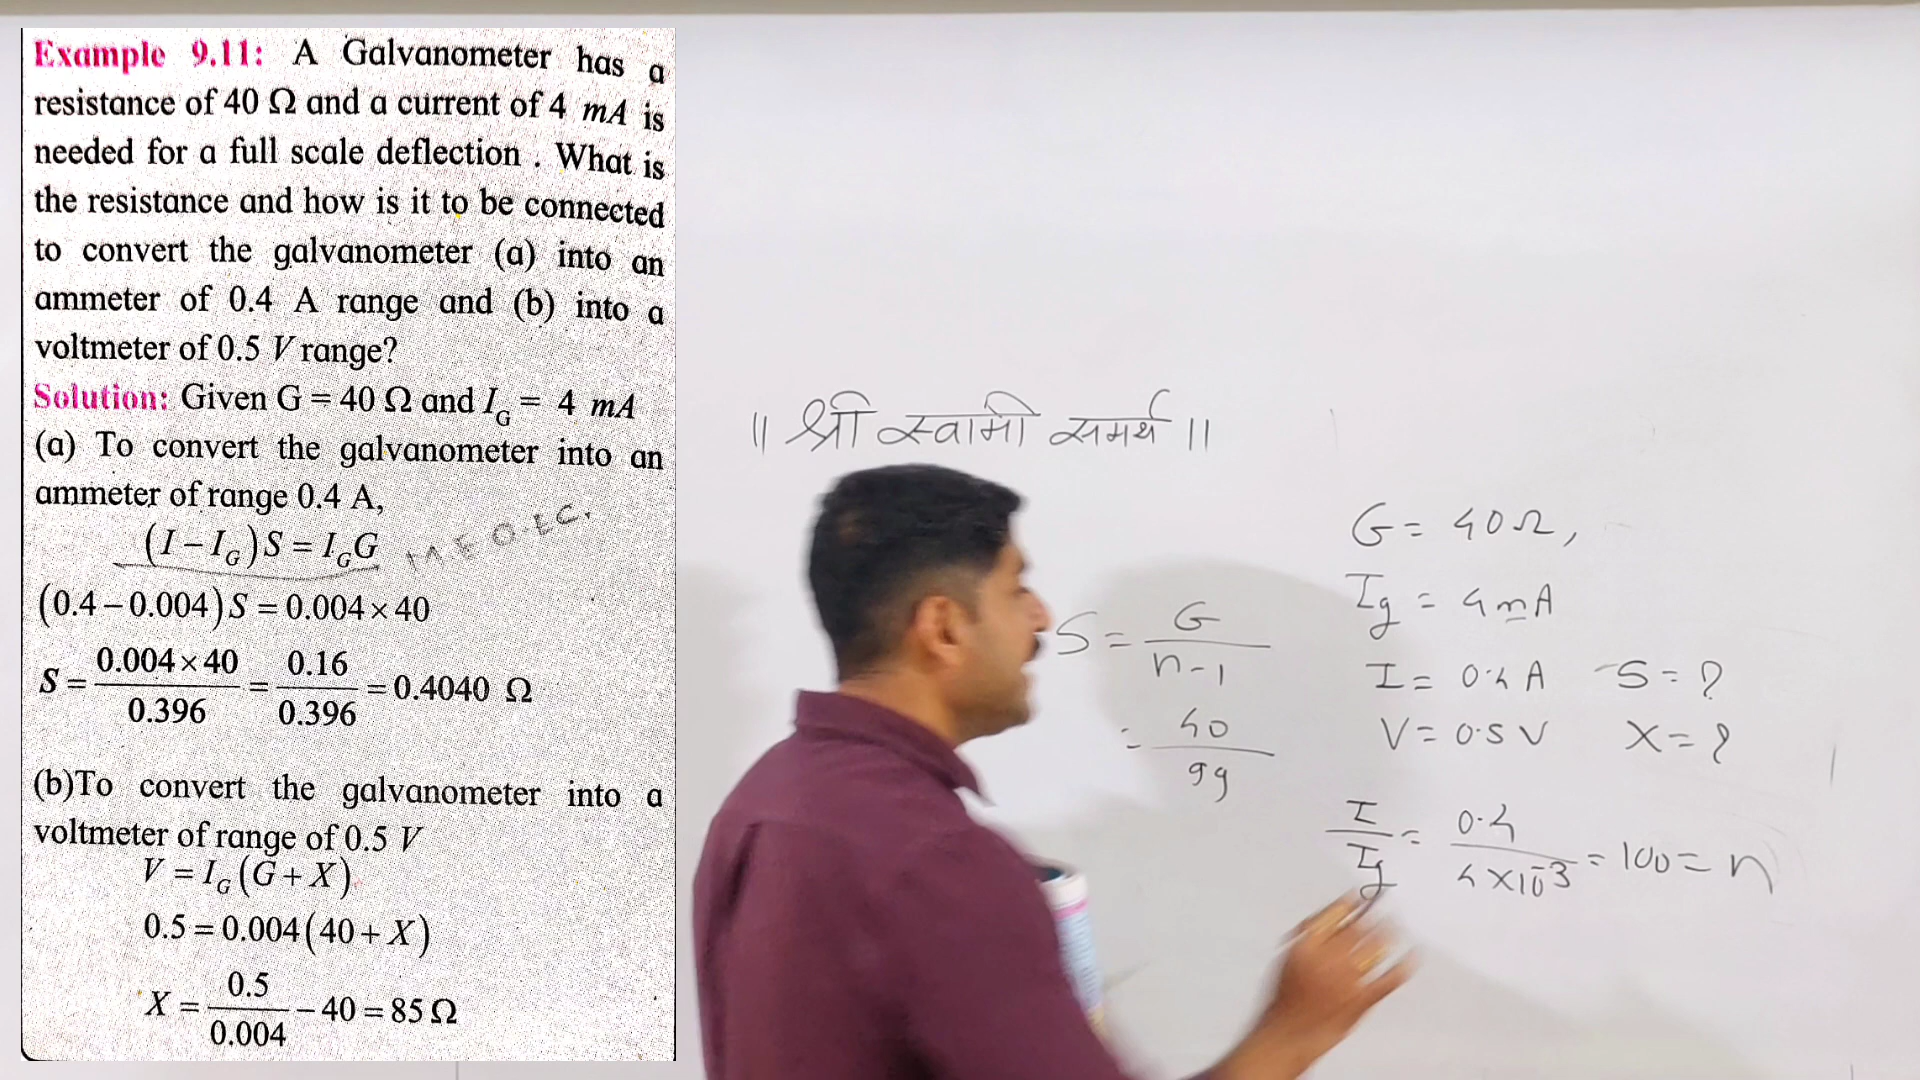 Example 9.11: A Galvanometer has a
resistance of 40 Ω and a current of 4 mA is
needed for a full scale deflection . What is
the resistance and how is it to be connected
to convert the galvanometer (a) into an
ammeter of 0.4 A range and (b) into a
voltmeter of 0.5 V range?
Solution: Given G = 40 Ω and I_G = 4 mA
(a) To convert the galvanometer into an
ammeter of range 0.4 A,
(I – I_G)S = I_G G
(0.4 – 0.004)S = 0.004 × 40
S = 0.004 × 40 / 0.396 = 0.16 / 0.396 = 0.4040 Ω
(b)To convert the galvanometer into a
voltmeter of range of 0.5 V
V = I_G(G + X)
0.5 = 0.004(40 + X)
X = 0.5 / 0.004 – 40 = 85 Ω
॥ श्री स्वामी समर्थ ॥
S = G / n-1
= 40 / 99
G = 40Ω,
Ig = 4mA
I = 0.4 A S = ?
V = 0.5 V X = ?
I / Ig = 0.4 / 4×10^-3 = 100 = n